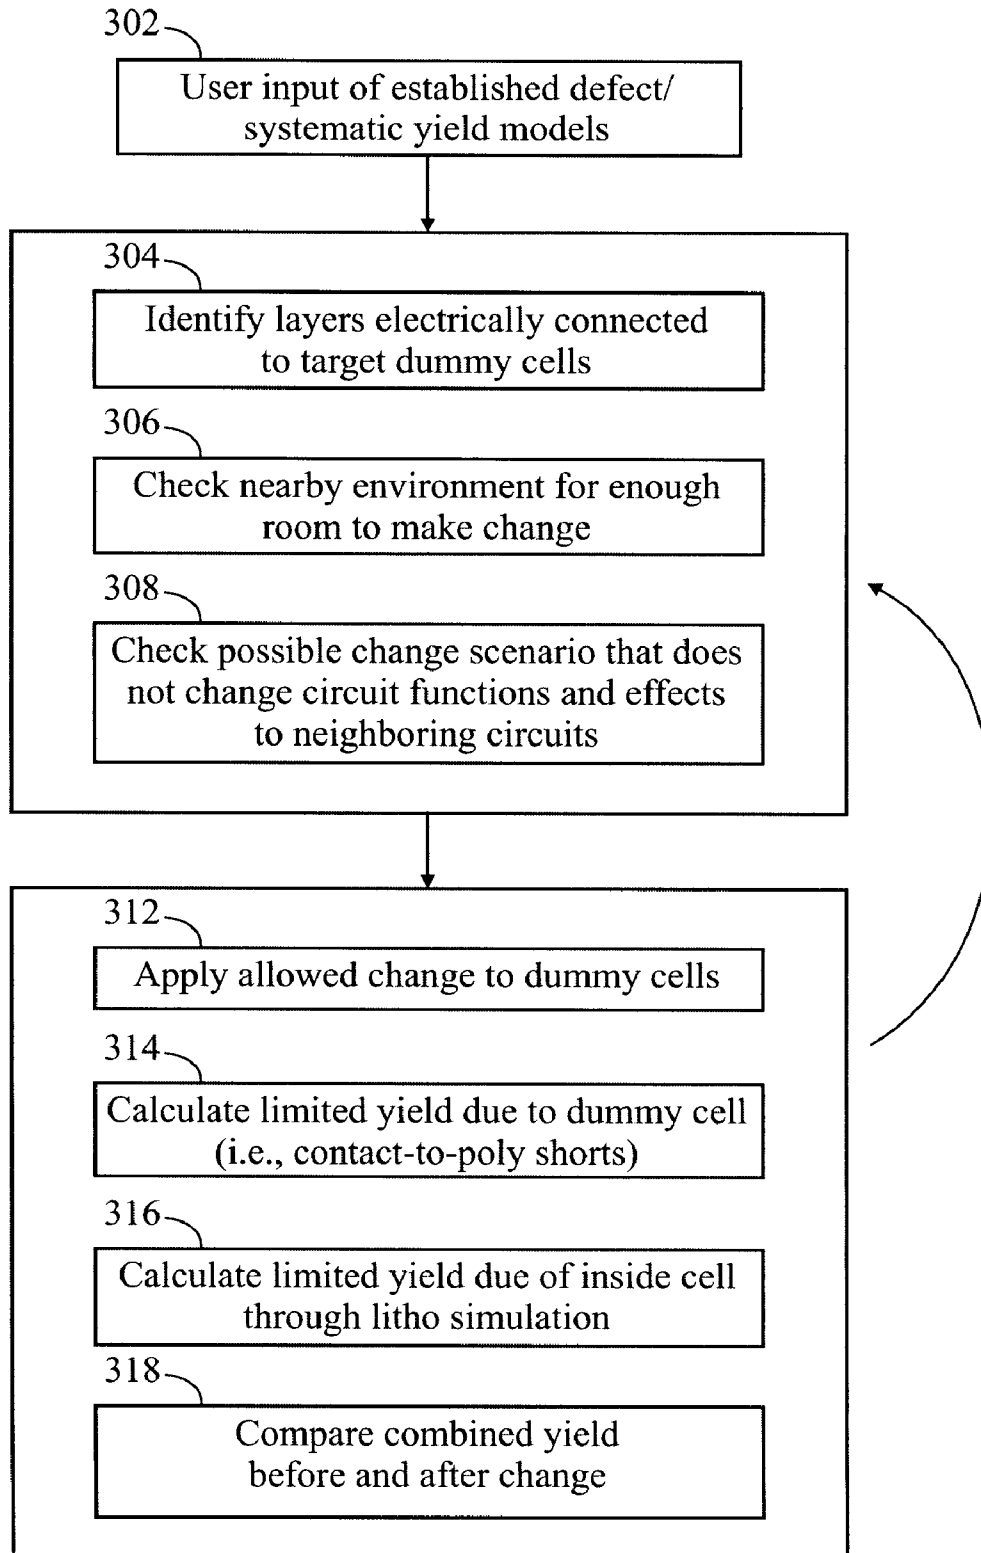 302
User input of established defect/
systematic yield models
304
Identify layers electrically connected
to target dummy cells
306
Check nearby environment for enough
room to make change
308
Check possible change scenario that does
not change circuit functions and effects
to neighboring circuits
312
Apply allowed change to dummy cells
314
Calculate limited yield due to dummy cell
(i.e., contact-to-poly shorts)
316
Calculate limited yield due of inside cell
through litho simulation
318
Compare combined yield
before and after change